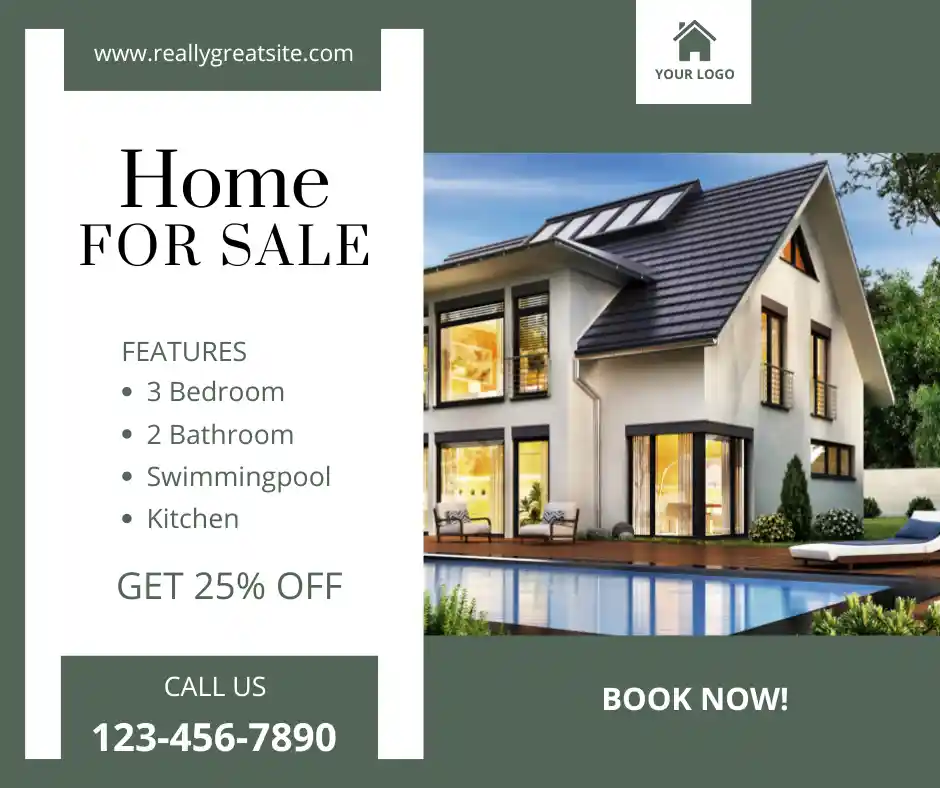 www.reallygreatsite.com
YOUR LOGO
Home
FOR SALE
FEATURES
• 3 Bedroom
• 2 Bathroom
• Swimmingpool
• Kitchen
GET 25% OFF
CALL US
123-456-7890
BOOK NOW!